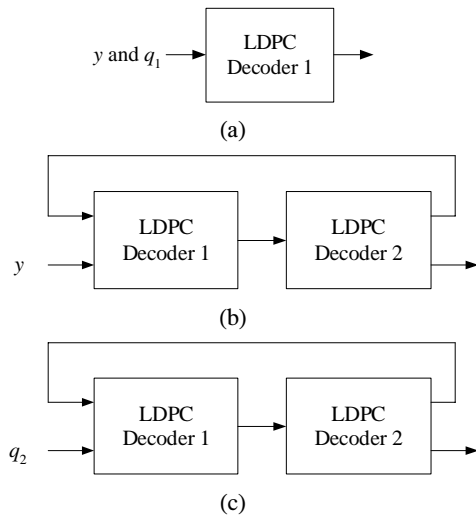 y and q1
LDPC
Decoder 1
(a)
LDPC
Decoder 1
LDPC
Decoder 2
y
(b)
LDPC
Decoder 1
LDPC
Decoder 2
q2
(c)